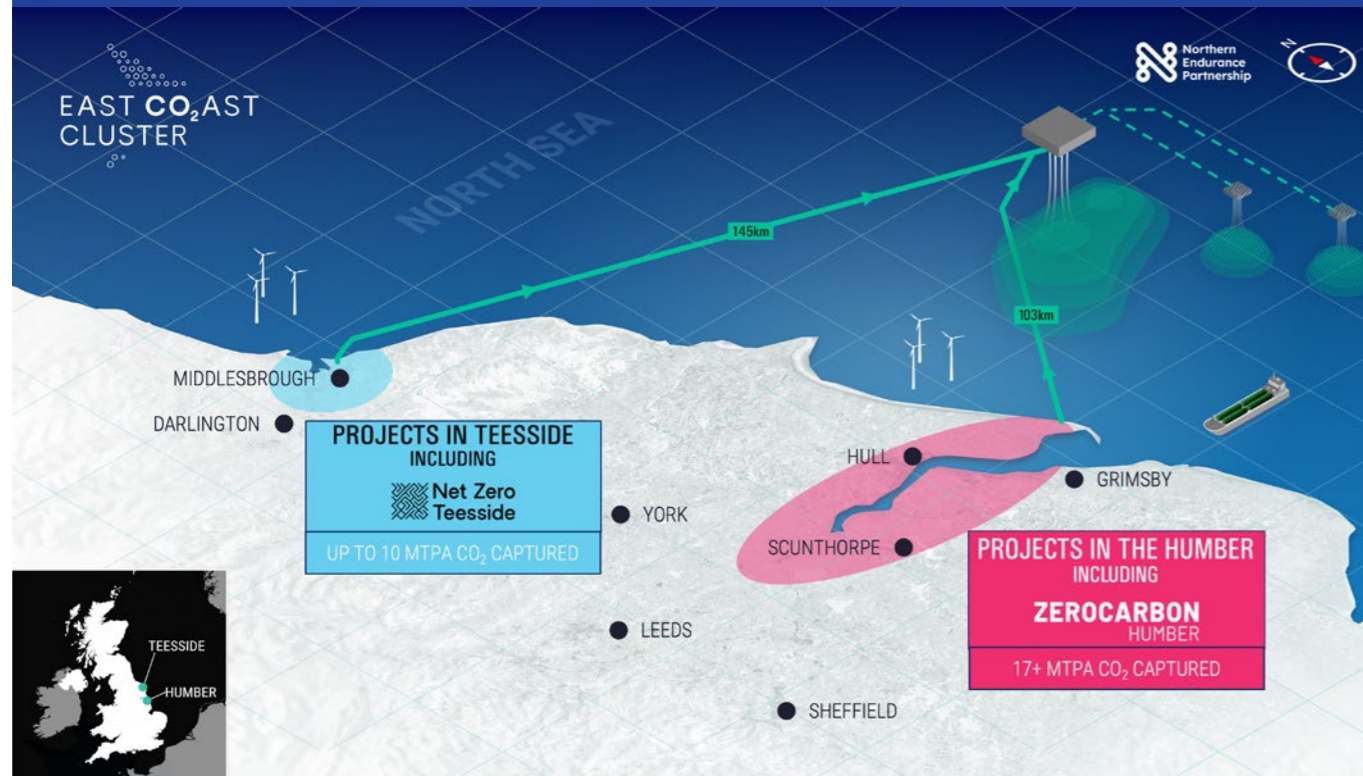 EAST CO₂AST
CLUSTER
Northern
Endurance
Partnership
N
NORTH SEA
145km
103km
MIDDLESBROUGH
DARLINGTON
PROJECTS IN TEESSIDE
INCLUDING
Net Zero
Teesside
UP TO 10 MTPA CO₂ CAPTURED
YORK
HULL
GRIMSBY
SCUNTHORPE
PROJECTS IN THE HUMBER
INCLUDING
ZEROCARBON
HUMBER
17+ MTPA CO₂ CAPTURED
LEEDS
SHEFFIELD
TEESSIDE
HUMBER